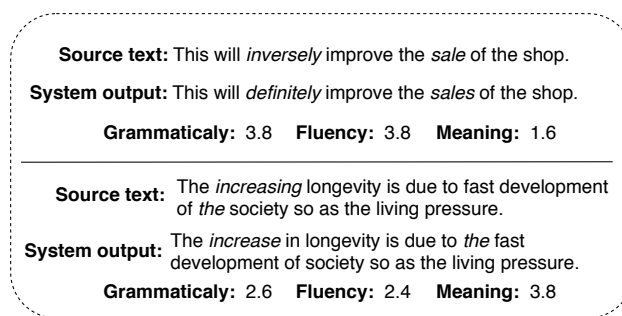 Source text: This will inversely improve the sale of the shop.
System output: This will definitely improve the sales of the shop.
Grammaticaly: 3.8 Fluency: 3.8 Meaning: 1.6
Source text: The increasing longevity is due to fast development
of the society so as the living pressure.
System output: The increase in longevity is due to the fast
development of society so as the living pressure.
Grammaticaly: 2.6 Fluency: 2.4 Meaning: 3.8